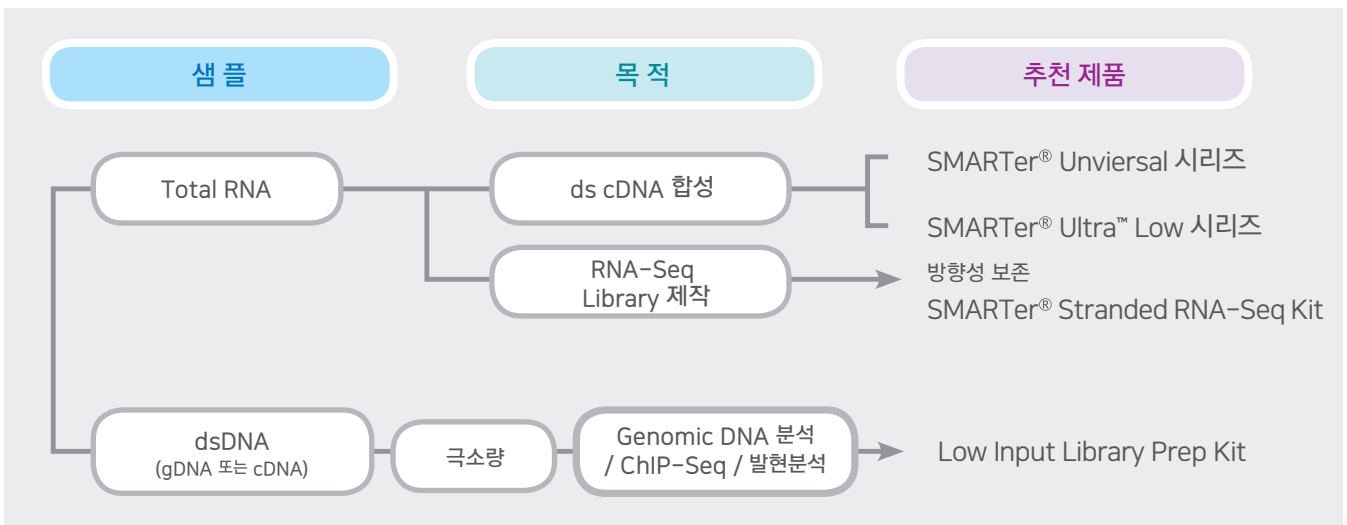 샘 플
목 적
추천 제품
Total RNA
ds cDNA 합성
SMARTer® Unviersal 시리즈
SMARTer® Ultra™ Low 시리즈
RNA-Seq
Library 제작
방향성 보존
SMARTer® Stranded RNA-Seq Kit
dsDNA
(gDNA 또는 cDNA)
극소량
Genomic DNA 분석
/ ChIP-Seq / 발현분석
Low Input Library Prep Kit